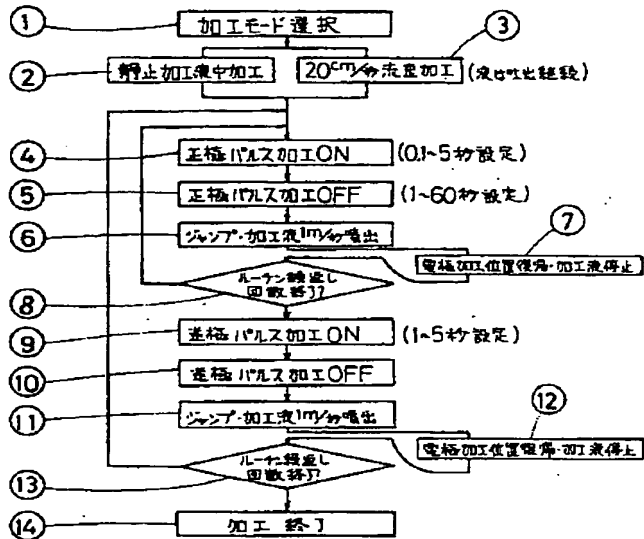 ① 加工モード選択
② 静止加工液中加工
③ 20cm/秒流量加工 (液は吐出継続)
④ 正極パルス加工ON (0.1~5秒設定)
⑤ 正極パルス加工OFF (1~60秒設定)
⑥ ジャンプ・加工液1m/秒噴出
⑦ 電極加工位置復帰・加工液停止
⑧ ルーチン繰返し
回数終了?
⑨ 逆極パルス加工ON (1~5秒設定)
⑩ 逆極パルス加工OFF
⑪ ジャンプ・加工液1m/秒噴出
⑫ 電極加工位置復帰・加工液停止
⑬ ルーチン繰返し
回数終了?
⑭ 加工終了